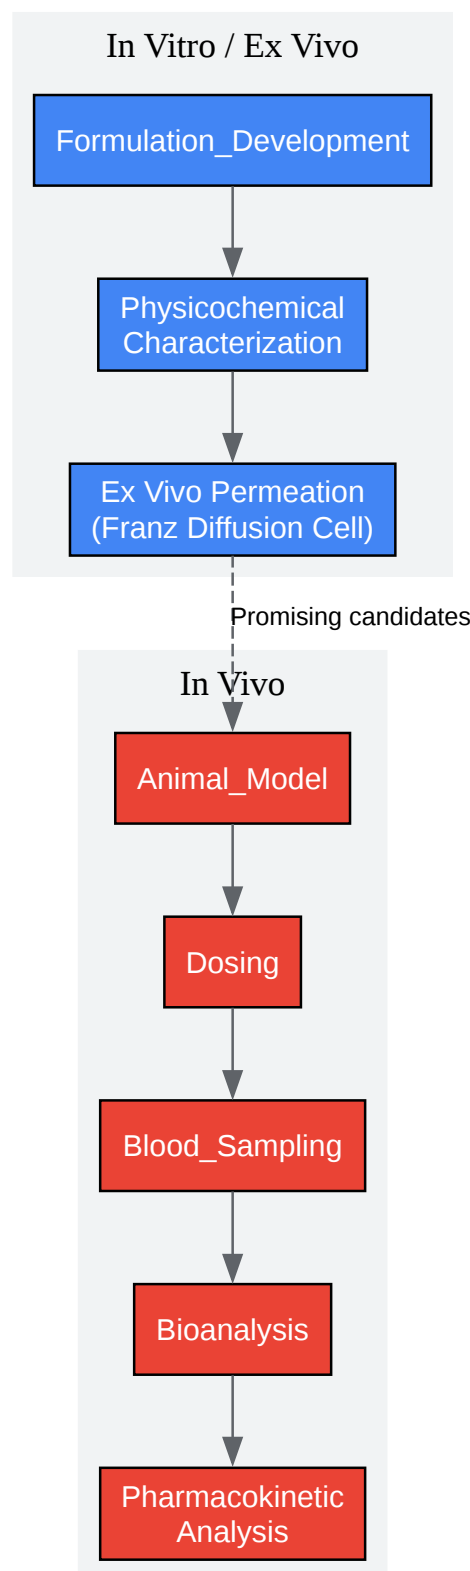 In Vitro / Ex Vivo
Formulation_Development
Physicochemical
Characterization
Ex Vivo Permeation
(Franz Diffusion Cell)
Promising candidates
In Vivo
Animal_Model
Dosing
Blood_Sampling
Bioanalysis
Pharmacokinetic
Analysis